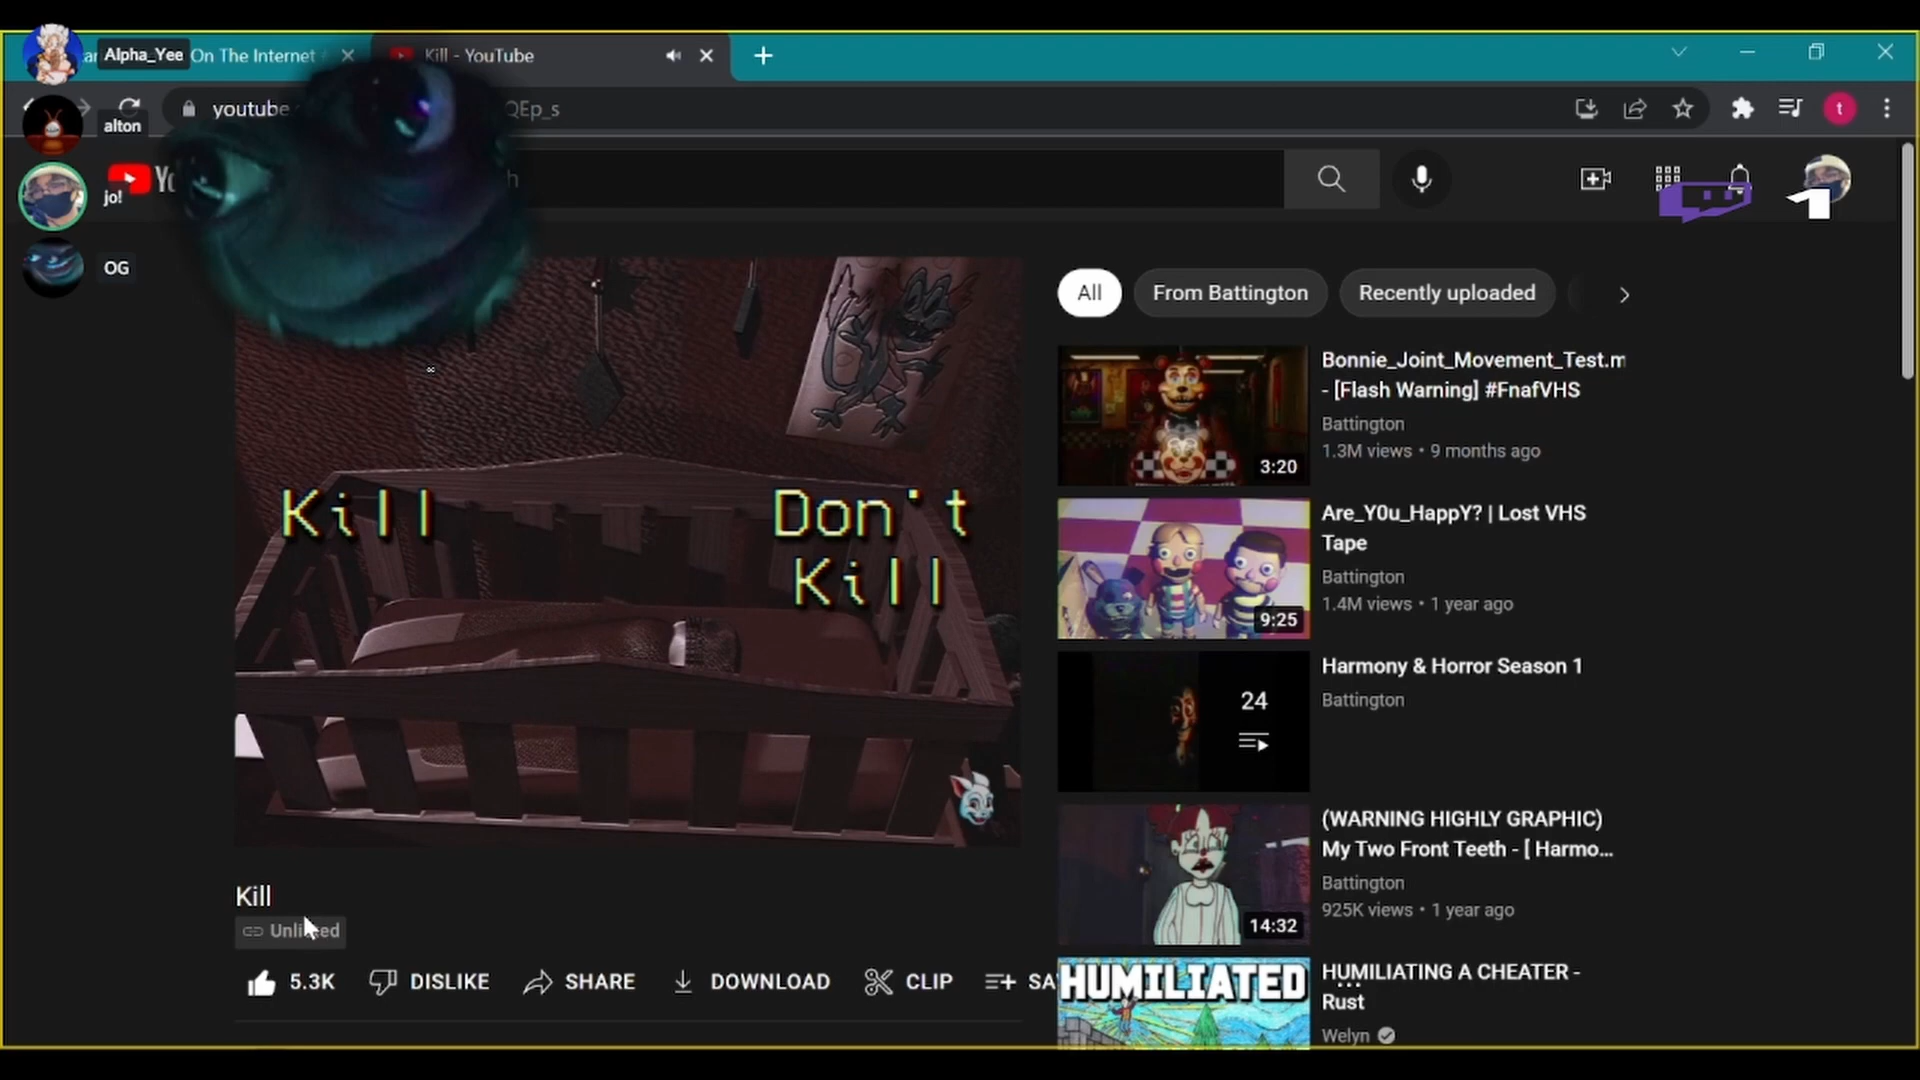 Alpha_Yee
On The Internet
Kill - YouTube
alton
youtube
QEp_s
t
jo!
OG
All
From Battington
Recently uploaded
Bonnie_Joint_Movement_Test.m
- [Flash Warning] #FnafVHS
Battington
1.3M views • 9 months ago
3:20
Kill
Don't
Kill
Are_Y0u_HappY? | Lost VHS
Tape
Battington
1.4M views • 1 year ago
9:25
Harmony & Horror Season 1
Battington
24
(WARNING HIGHLY GRAPHIC)
My Two Front Teeth - [ Harmo...
Battington
925K views • 1 year ago
14:32
Kill
5.3K
DISLIKE
SHARE
DOWNLOAD
CLIP
SA
HUMILIATED
HUMILIATING A CHEATER -
Rust
Welyn